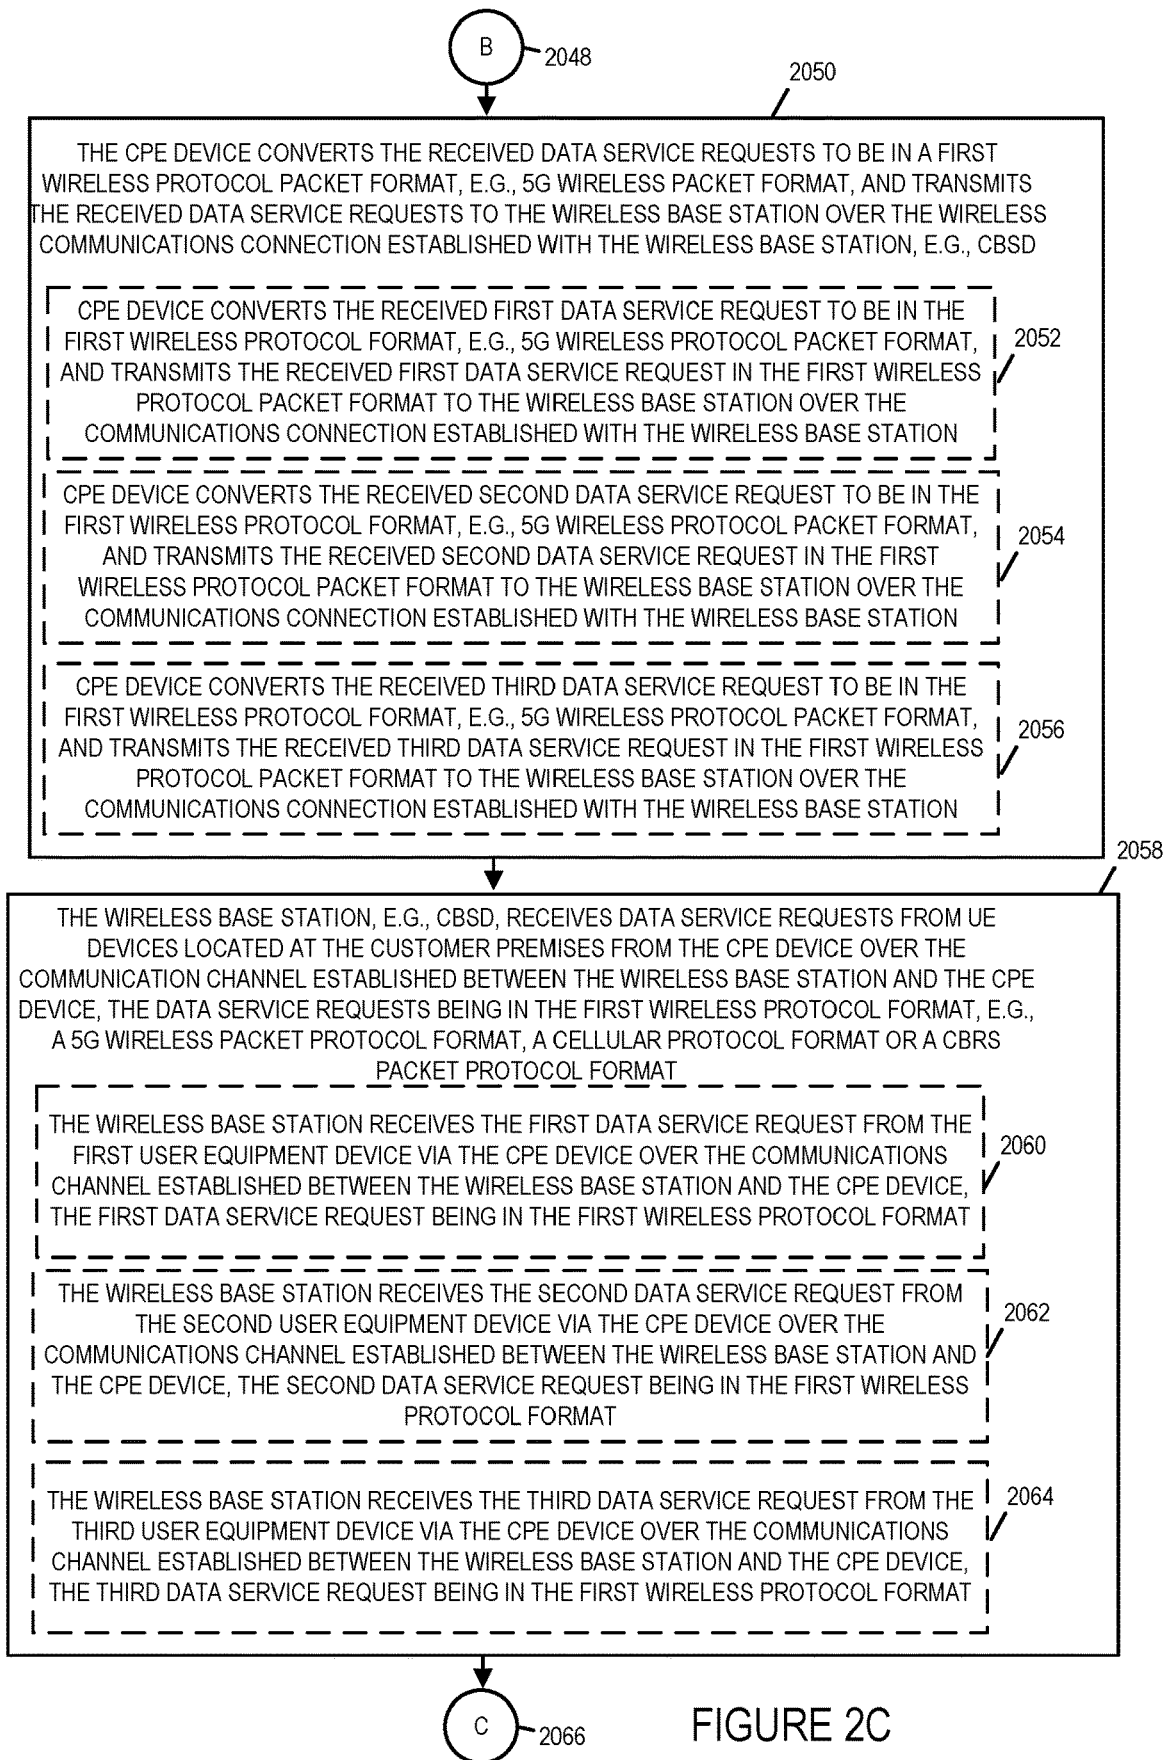 B
2048
2050
THE CPE DEVICE CONVERTS THE RECEIVED DATA SERVICE REQUESTS TO BE IN A FIRST
WIRELESS PROTOCOL PACKET FORMAT, E.G., 5G WIRELESS PACKET FORMAT, AND TRANSMITS
THE RECEIVED DATA SERVICE REQUESTS TO THE WIRELESS BASE STATION OVER THE WIRELESS
COMMUNICATIONS CONNECTION ESTABLISHED WITH THE WIRELESS BASE STATION, E.G., CBSD
CPE DEVICE CONVERTS THE RECEIVED FIRST DATA SERVICE REQUEST TO BE IN THE
FIRST WIRELESS PROTOCOL FORMAT, E.G., 5G WIRELESS PROTOCOL PACKET FORMAT,
AND TRANSMITS THE RECEIVED FIRST DATA SERVICE REQUEST IN THE FIRST WIRELESS
PROTOCOL PACKET FORMAT TO THE WIRELESS BASE STATION OVER THE
COMMUNICATIONS CONNECTION ESTABLISHED WITH THE WIRELESS BASE STATION
2052
CPE DEVICE CONVERTS THE RECEIVED SECOND DATA SERVICE REQUEST TO BE IN THE
FIRST WIRELESS PROTOCOL FORMAT, E.G., 5G WIRELESS PROTOCOL PACKET FORMAT,
AND TRANSMITS THE RECEIVED SECOND DATA SERVICE REQUEST IN THE FIRST
WIRELESS PROTOCOL PACKET FORMAT TO THE WIRELESS BASE STATION OVER THE
COMMUNICATIONS CONNECTION ESTABLISHED WITH THE WIRELESS BASE STATION
2054
CPE DEVICE CONVERTS THE RECEIVED THIRD DATA SERVICE REQUEST TO BE IN THE
FIRST WIRELESS PROTOCOL FORMAT, E.G., 5G WIRELESS PROTOCOL PACKET FORMAT,
AND TRANSMITS THE RECEIVED THIRD DATA SERVICE REQUEST IN THE FIRST WIRELESS
PROTOCOL PACKET FORMAT TO THE WIRELESS BASE STATION OVER THE
COMMUNICATIONS CONNECTION ESTABLISHED WITH THE WIRELESS BASE STATION
2056
2058
THE WIRELESS BASE STATION, E.G., CBSD, RECEIVES DATA SERVICE REQUESTS FROM UE
DEVICES LOCATED AT THE CUSTOMER PREMISES FROM THE CPE DEVICE OVER THE
COMMUNICATION CHANNEL ESTABLISHED BETWEEN THE WIRELESS BASE STATION AND THE CPE
DEVICE, THE DATA SERVICE REQUESTS BEING IN THE FIRST WIRELESS PROTOCOL FORMAT, E.G.,
A 5G WIRELESS PACKET PROTOCOL FORMAT, A CELLULAR PROTOCOL FORMAT OR A CBRS
PACKET PROTOCOL FORMAT
THE WIRELESS BASE STATION RECEIVES THE FIRST DATA SERVICE REQUEST FROM THE
FIRST USER EQUIPMENT DEVICE VIA THE CPE DEVICE OVER THE COMMUNICATIONS
CHANNEL ESTABLISHED BETWEEN THE WIRELESS BASE STATION AND THE CPE DEVICE,
THE FIRST DATA SERVICE REQUEST BEING IN THE FIRST WIRELESS PROTOCOL FORMAT
2060
THE WIRELESS BASE STATION RECEIVES THE SECOND DATA SERVICE REQUEST FROM
THE SECOND USER EQUIPMENT DEVICE VIA THE CPE DEVICE OVER THE
COMMUNICATIONS CHANNEL ESTABLISHED BETWEEN THE WIRELESS BASE STATION AND
THE CPE DEVICE, THE SECOND DATA SERVICE REQUEST BEING IN THE FIRST WIRELESS
PROTOCOL FORMAT
2062
THE WIRELESS BASE STATION RECEIVES THE THIRD DATA SERVICE REQUEST FROM THE
THIRD USER EQUIPMENT DEVICE VIA THE CPE DEVICE OVER THE COMMUNICATIONS
CHANNEL ESTABLISHED BETWEEN THE WIRELESS BASE STATION AND THE CPE DEVICE,
THE THIRD DATA SERVICE REQUEST BEING IN THE FIRST WIRELESS PROTOCOL FORMAT
2064
C
2066
FIGURE 2C